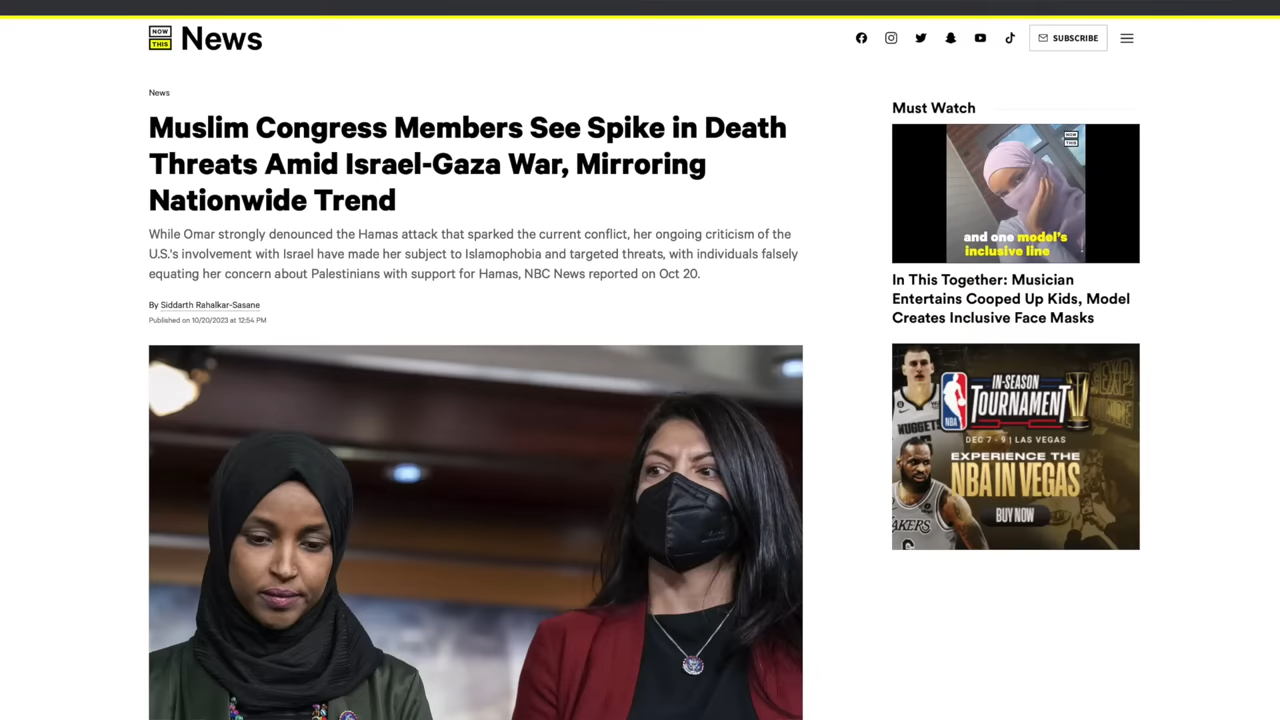 NOW
THIS
News
SUBSCRIBE
News
Muslim Congress Members See Spike in Death
Threats Amid Israel-Gaza War, Mirroring
Nationwide Trend
While Omar strongly denounced the Hamas attack that sparked the current conflict, her ongoing criticism of the
U.S.'s involvement with Israel have made her subject to Islamophobia and targeted threats, with individuals falsely
equating her concern about Palestinians with support for Hamas, NBC News reported on Oct 20.
By Siddarth Rahalkar-Sasane
Published on 10/20/2023 at 12:54 PM
Must Watch
NOW
THIS
and one model's
inclusive line
In This Together: Musician
Entertains Cooped Up Kids, Model
Creates Inclusive Face Masks
NBA
IN-SEASON
TOURNAMENT
DEC 7 - 9 | LAS VEGAS
EXPERIENCE THE
NBA IN VEGAS
BUY NOW
NUGGETS
LAKERS